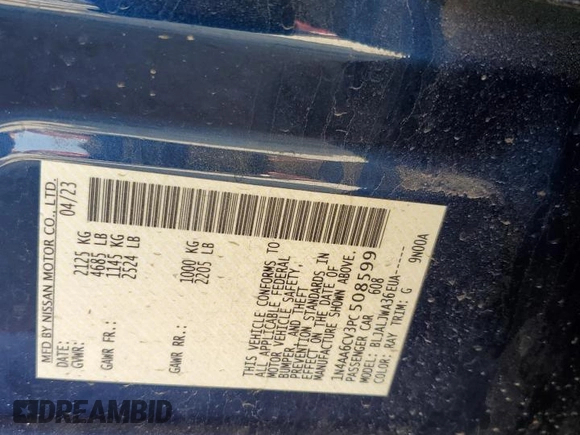 MFD BY NISSAN MOTOR CO., LTD.
DATE: 04/23
GVWR: 2125 KG
4685 LB
GAWR FR: 1145 KG
2524 LB
GAWR RR: 1000 KG
2205 LB
THIS VEHICLE CONFORMS TO
ALL APPLICABLE FEDERAL
MOTOR VEHICLE SAFETY,
BUMPER, AND THEFT
PREVENTION STANDARDS IN
EFFECT ON THE DATE OF
MANUFACTURE SHOWN ABOVE.
1N4AA6CV3PC508599
PASSENGER CAR 608
MODEL: BLJALJWA36EUA-----
COLOR: RAY TRIM: G 9N00A
DREAMBID